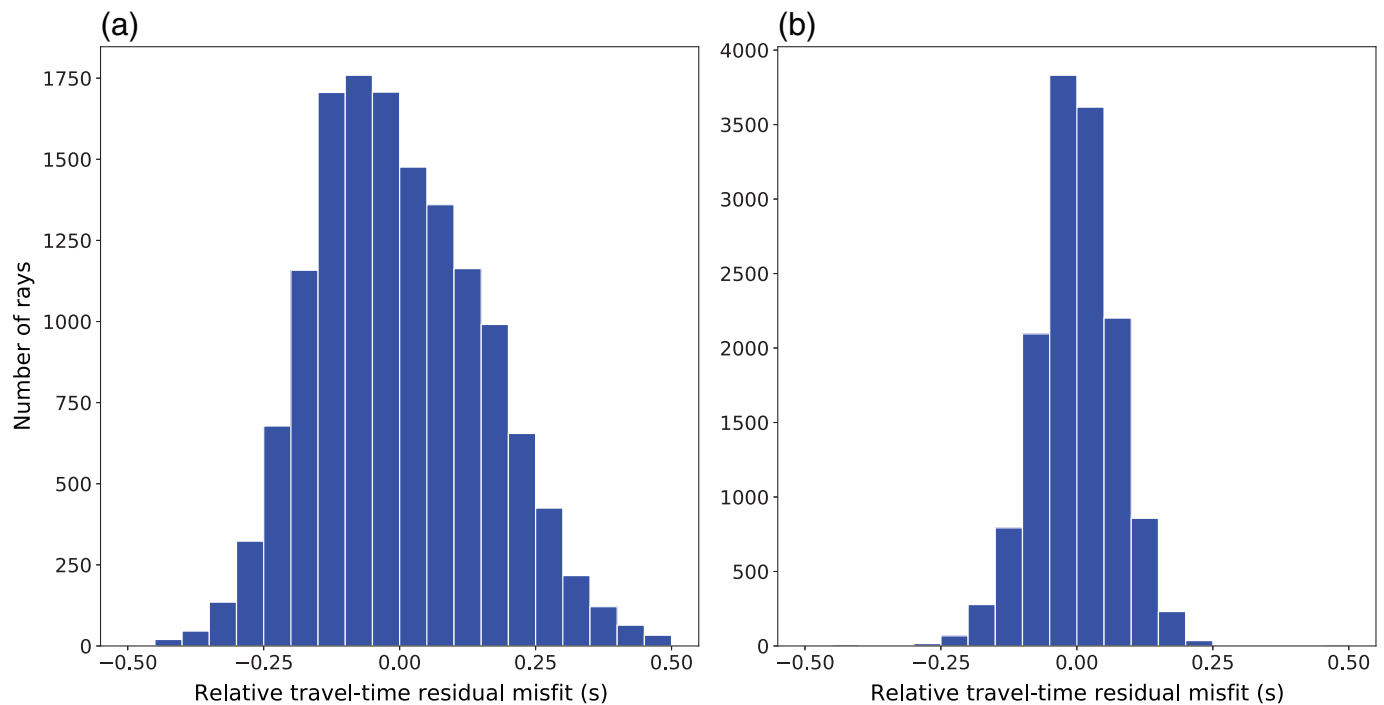 (a)
Number of rays
1750
1500
1250
1000
750
500
250
0
−0.50 −0.25 0.00 0.25 0.50
Relative travel-time residual misfit (s)
(b)
4000
3500
3000
2500
2000
1500
1000
500
0
−0.50 −0.25 0.00 0.25 0.50
Relative travel-time residual misfit (s)